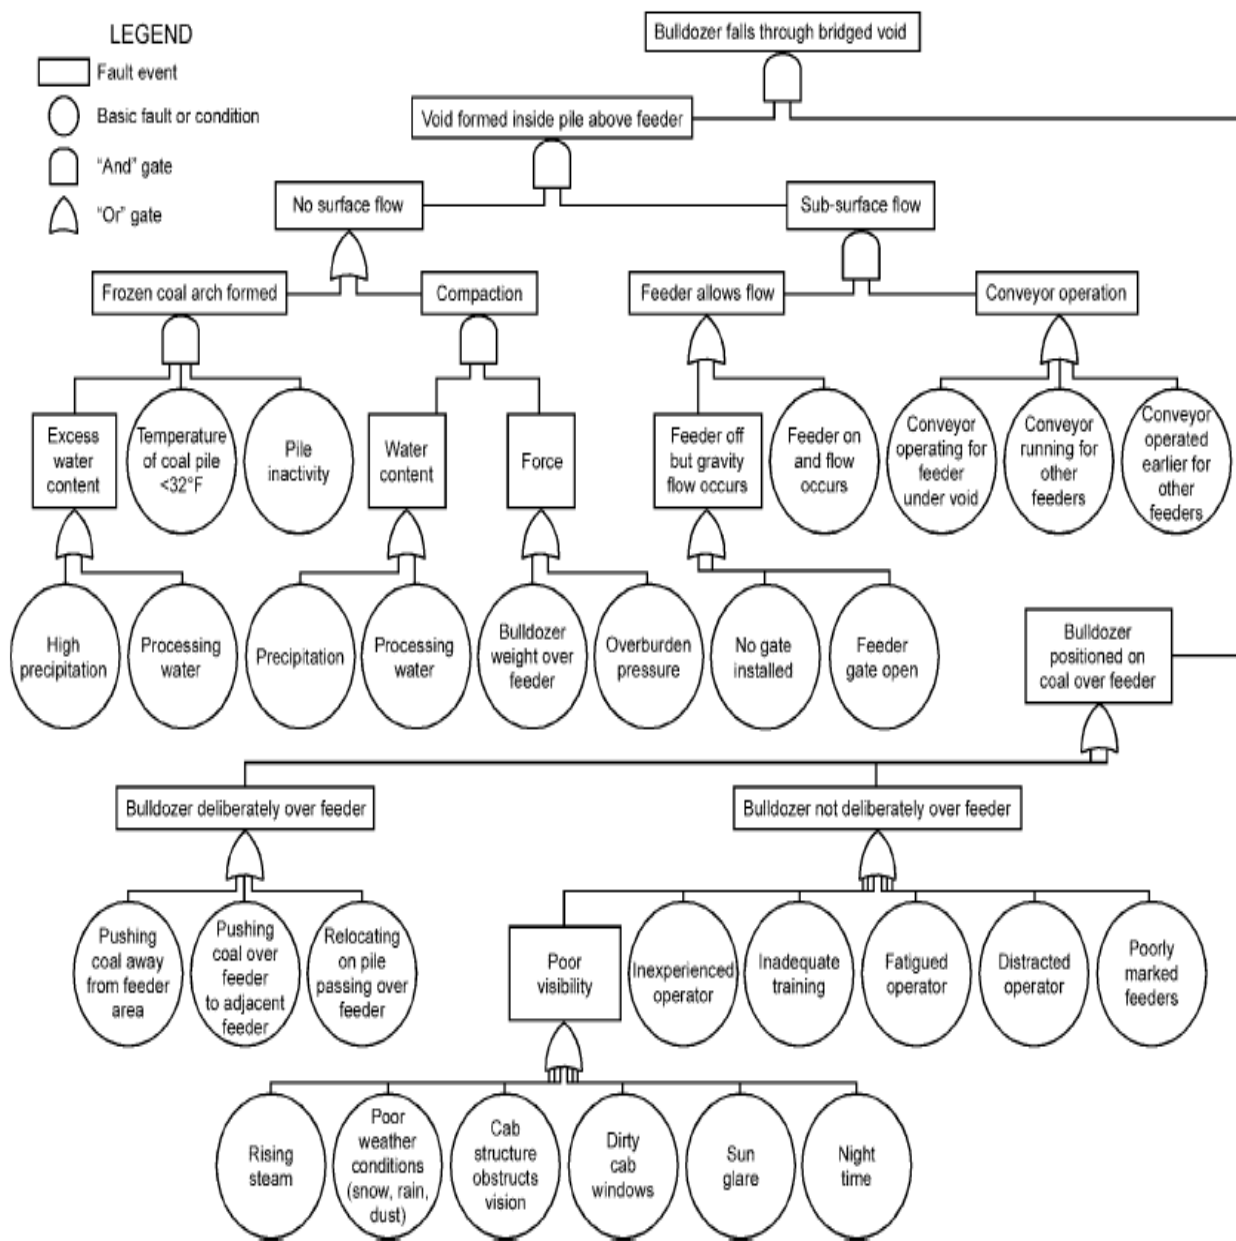 LEGEND
Fault event
Basic fault or condition
"And" gate
"Or" gate
Bulldozer falls through bridged void
Void formed inside pile above feeder
No surface flow
Sub-surface flow
Frozen coal arch formed
Compaction
Feeder allows flow
Conveyor operation
Excess
water
content
Temperature
of coal pile
<32°F
Pile
inactivity
Water
content
Force
Feeder off
but gravity
flow occurs
Feeder on
and flow
occurs
Conveyor
operating for
feeder
under void
Conveyor
running for
other
feeders
Conveyor
operated
earlier for
other
feeders
High
precipitation
Processing
water
Precipitation
Processing
water
Bulldozer
weight over
feeder
Overburden
pressure
No gate
installed
Feeder
gate open
Bulldozer
positioned on
coal over feeder
Bulldozer deliberately over feeder
Bulldozer not deliberately over feeder
Pushing
coal away
from feeder
area
Pushing
coal over
feeder
to adjacent
feeder
Relocating
on pile
passing over
feeder
Poor
visibility
Inexperienced
operator
Inadequate
training
Fatigued
operator
Distracted
operator
Poorly
marked
feeders
Rising
steam
Poor
weather
conditions
(snow, rain,
dust)
Cab
structure
obstructs
vision
Dirty
cab
windows
Sun
glare
Night
time